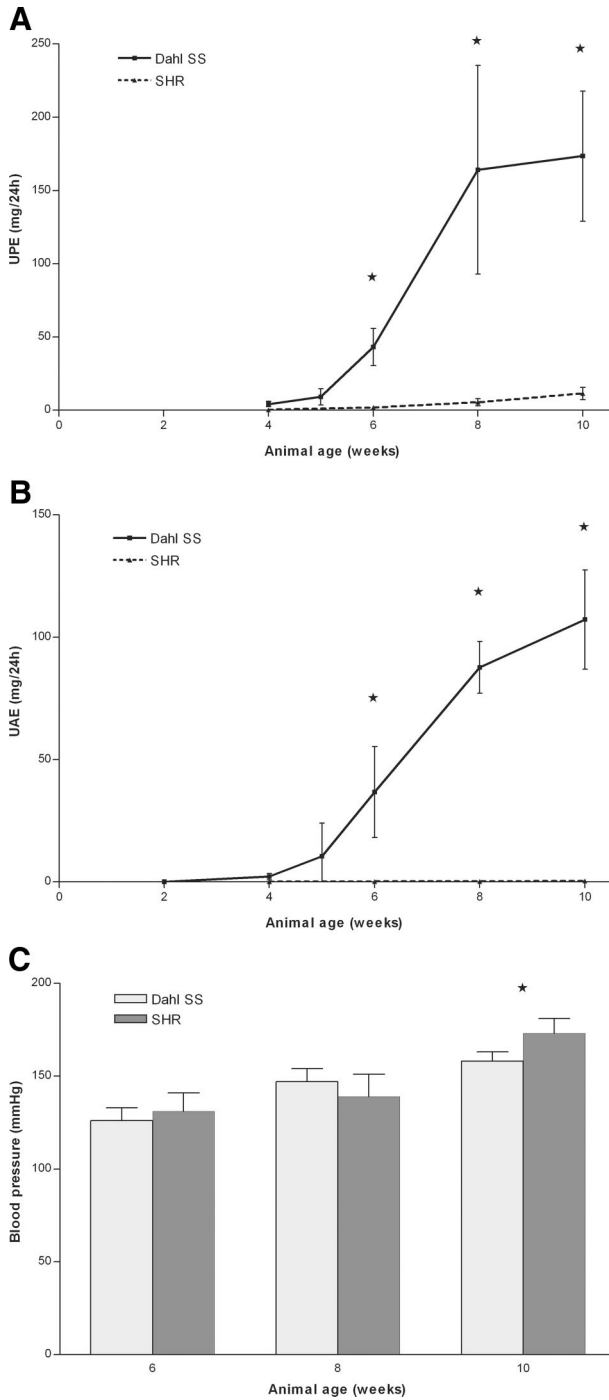 A
250
200
150
100
50
0
UPE (mg/24h)
Dahl SS
SHR
0 2 4 6 8 10
Animal age (weeks)
B
150
100
50
0
UAE (mg/24h)
Dahl SS
SHR
0 2 4 6 8 10
Animal age (weeks)
C
200
150
100
50
0
Blood pressure (mmHg)
Dahl SS
SHR
6 8 10
Animal age (weeks)